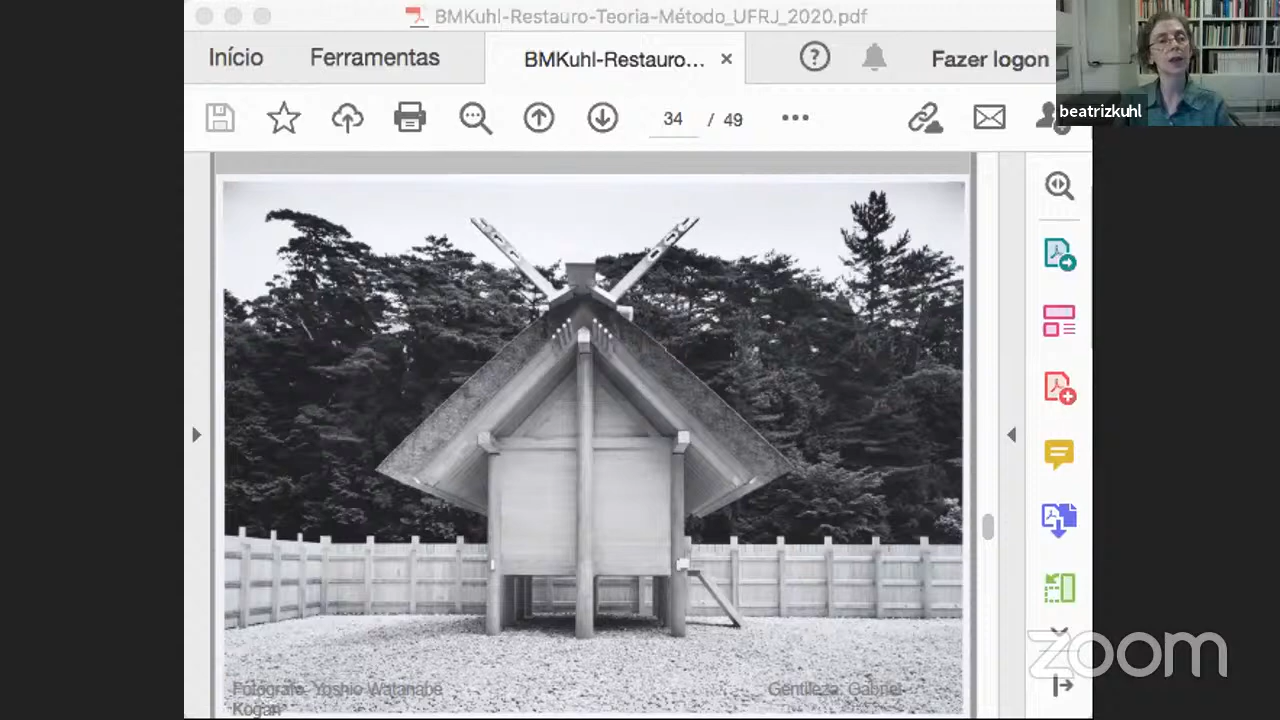 BMKuhl-Restauro-Teoria-Método_UFRJ_2020.pdf
Início Ferramentas BMKuhl-Restauro... × ? Fazer logon
beatrizkuhl
34 / 49
Fotógrafo: Yoshio Watanabe Gentileza: Gabriel
Kogan
zoom